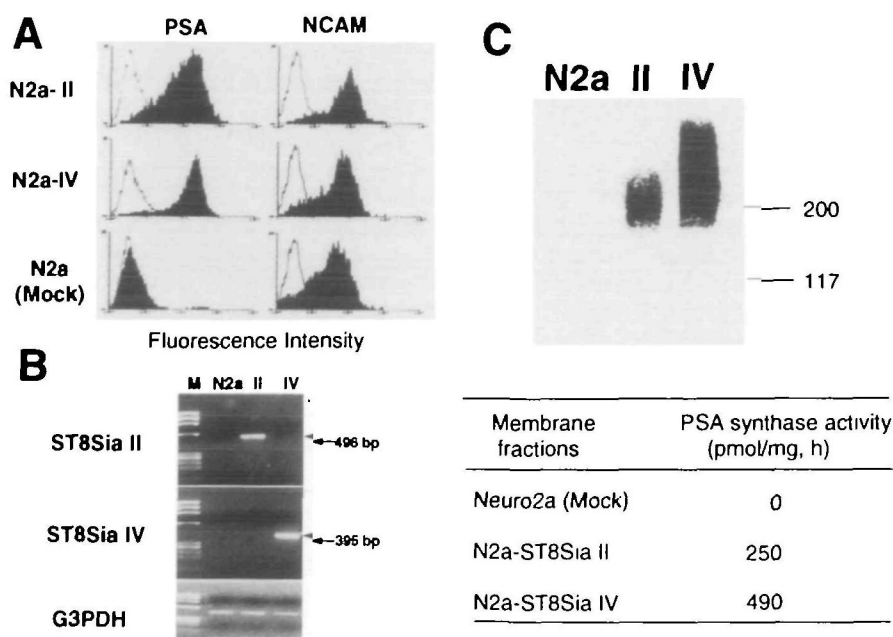 A
PSA NCAM
N2a- II
N2a-IV
N2a
(Mock)
Fluorescence Intensity
B
M N2a II IV
ST8Sia II
496 bp
ST8Sia IV
395 bp
G3PDH
C
N2a II IV
200
117
Membrane fractions PSA synthase activity (pmol/mg, h)
Neuro2a (Mock) 0
N2a-ST8Sia II 250
N2a-ST8Sia IV 490